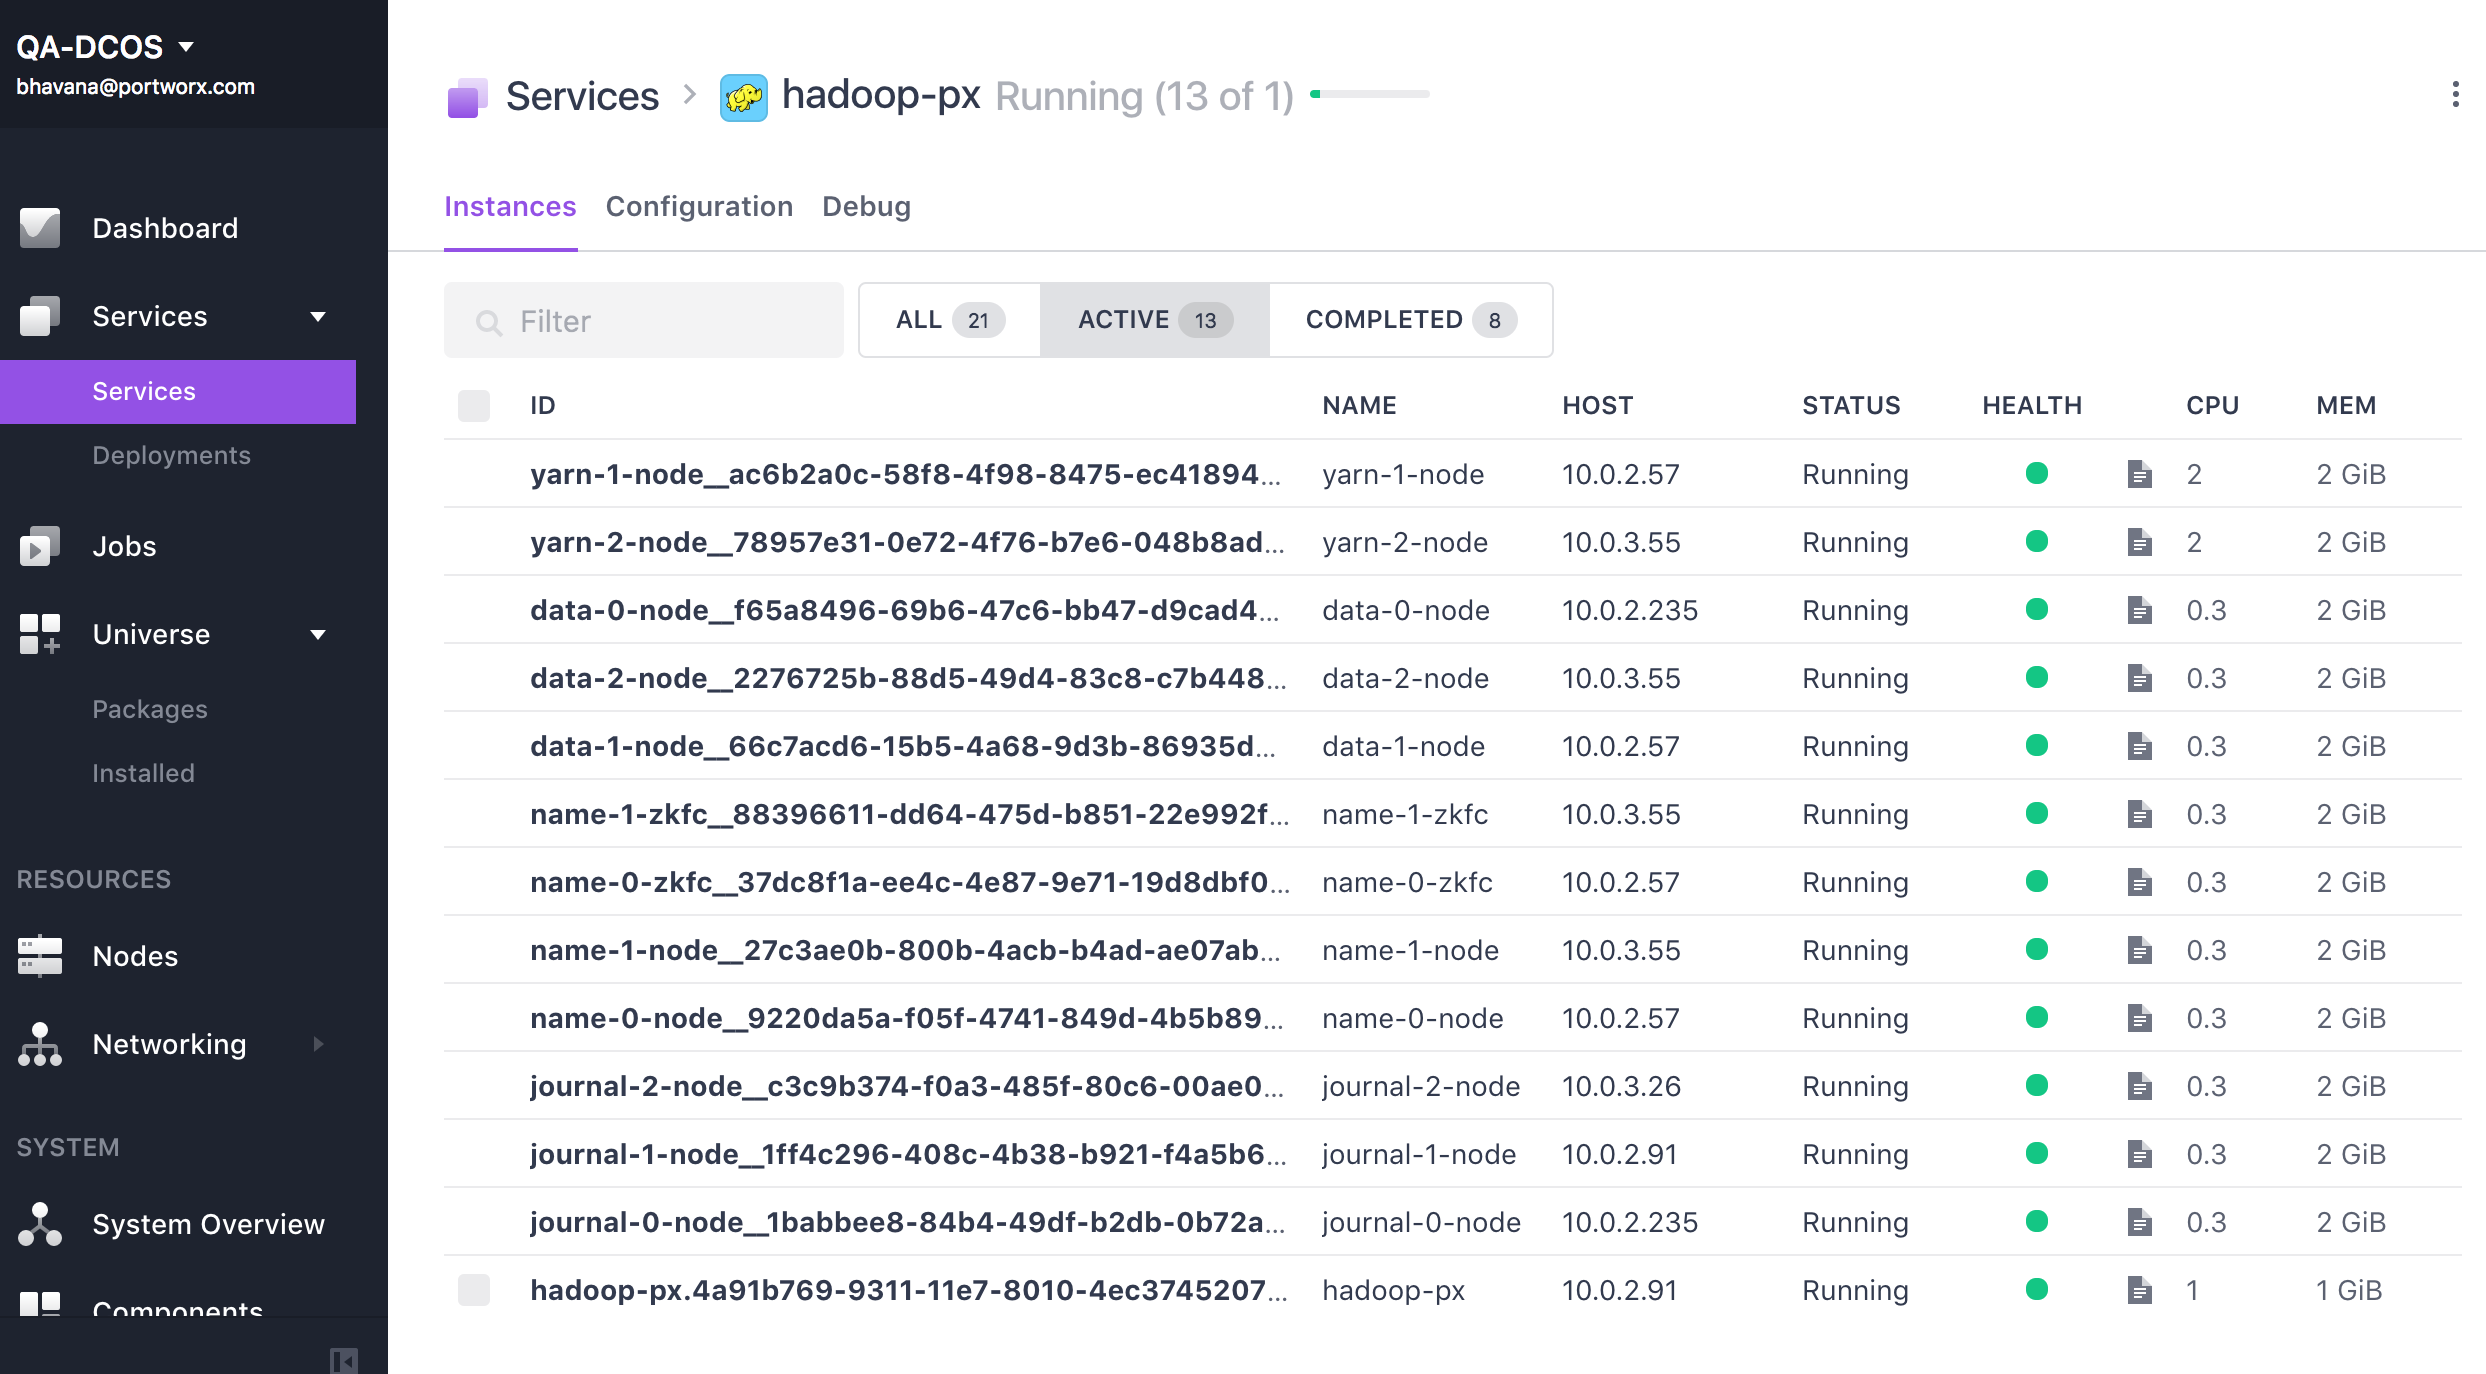 QA-DCOS
bhavana@portworx.com
Dashboard
Services
Services
Deployments
Jobs
Universe
Packages
Installed
RESOURCES
Nodes
Networking
SYSTEM
System Overview
Components
Services > hadoop-px Running (13 of 1)
Instances Configuration Debug
Filter ALL 21 ACTIVE 13 COMPLETED 8
ID NAME HOST STATUS HEALTH CPU MEM
yarn-1-node__ac6b2a0c-58f8-4f98-8475-ec41894... yarn-1-node 10.0.2.57 Running 2 2 GiB
yarn-2-node__78957e31-0e72-4f76-b7e6-048b8ad... yarn-2-node 10.0.3.55 Running 2 2 GiB
data-0-node__f65a8496-69b6-47c6-bb47-d9cad4... data-0-node 10.0.2.235 Running 0.3 2 GiB
data-2-node__2276725b-88d5-49d4-83c8-c7b448... data-2-node 10.0.3.55 Running 0.3 2 GiB
data-1-node__66c7acd6-15b5-4a68-9d3b-86935d... data-1-node 10.0.2.57 Running 0.3 2 GiB
name-1-zkfc__88396611-dd64-475d-b851-22e992f... name-1-zkfc 10.0.3.55 Running 0.3 2 GiB
name-0-zkfc__37dc8f1a-ee4c-4e87-9e71-19d8dbf0... name-0-zkfc 10.0.2.57 Running 0.3 2 GiB
name-1-node__27c3ae0b-800b-4acb-b4ad-ae07ab... name-1-node 10.0.3.55 Running 0.3 2 GiB
name-0-node__9220da5a-f05f-4741-849d-4b5b89... name-0-node 10.0.2.57 Running 0.3 2 GiB
journal-2-node__c3c9b374-f0a3-485f-80c6-00ae0... journal-2-node 10.0.3.26 Running 0.3 2 GiB
journal-1-node__1ff4c296-408c-4b38-b921-f4a5b6... journal-1-node 10.0.2.91 Running 0.3 2 GiB
journal-0-node__1babbee8-84b4-49df-b2db-0b72a... journal-0-node 10.0.2.235 Running 0.3 2 GiB
hadoop-px.4a91b769-9311-11e7-8010-4ec3745207... hadoop-px 10.0.2.91 Running 1 1 GiB